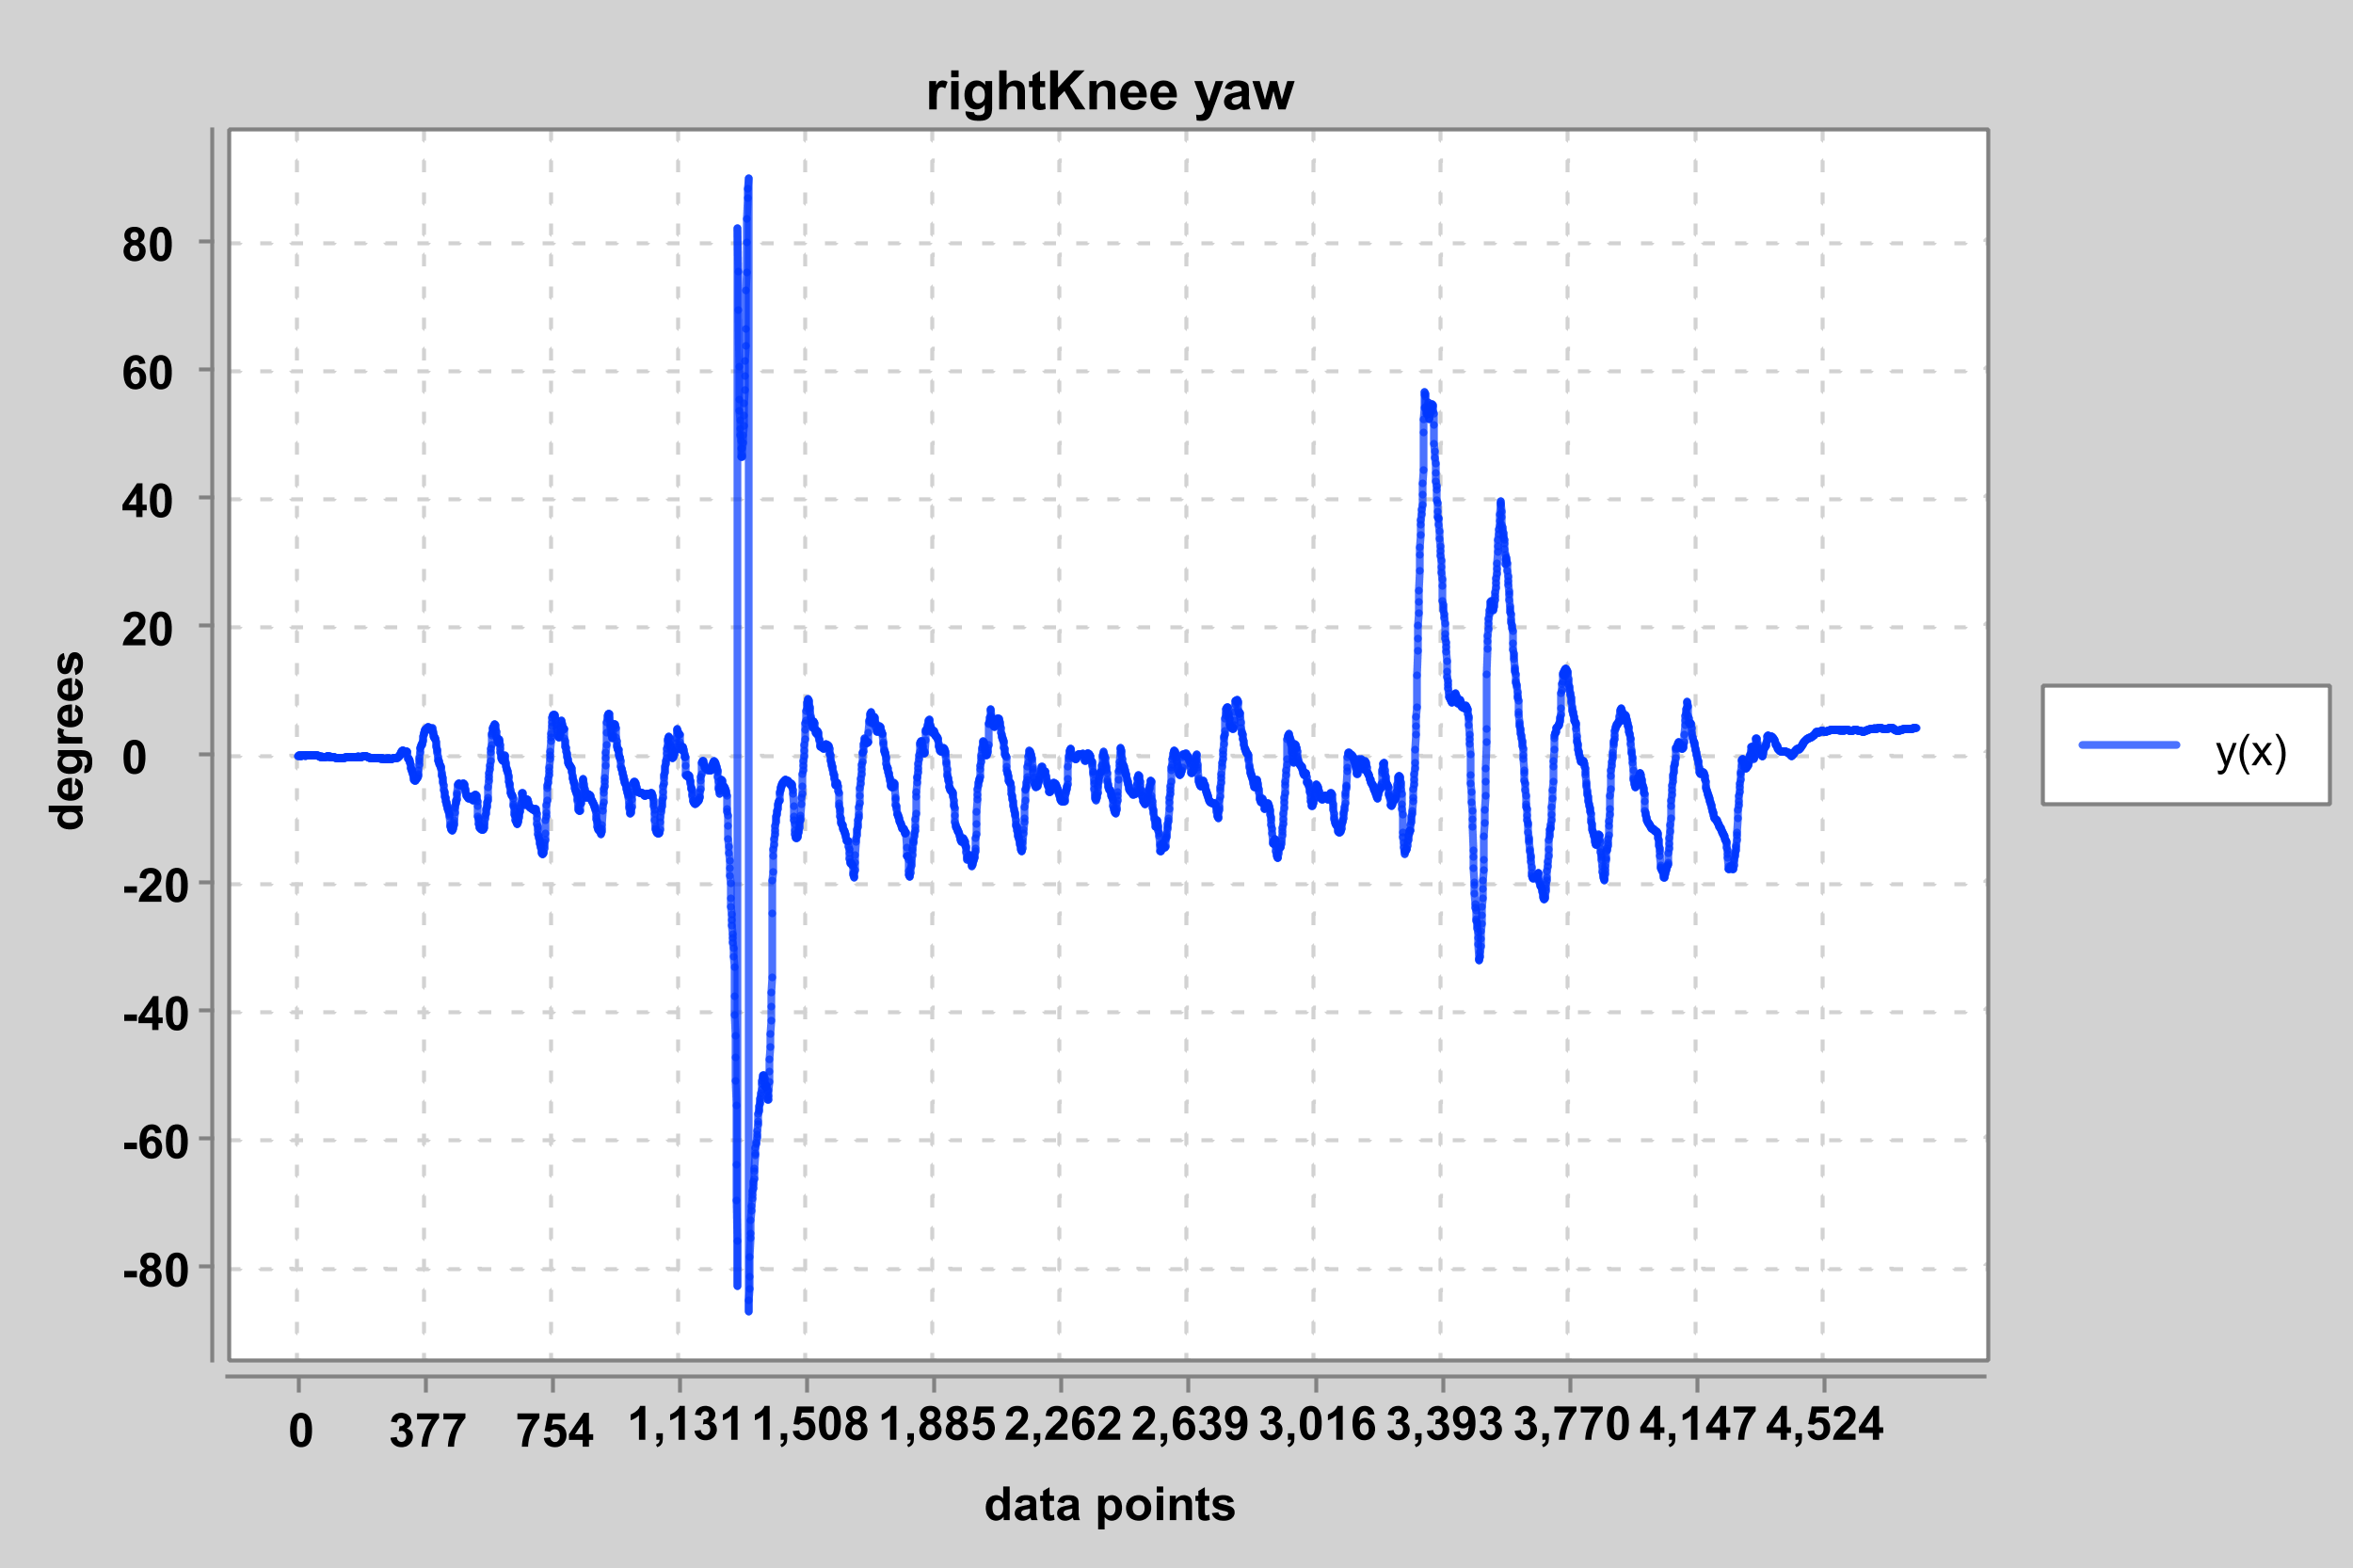 rightKnee yaw
degrees
80
60
40
20
0
-20
-40
-60
-80
0 377 754 1,131 1,508 1,885 2,262 2,639 3,016 3,393 3,770 4,147 4,524
data points
y(x)